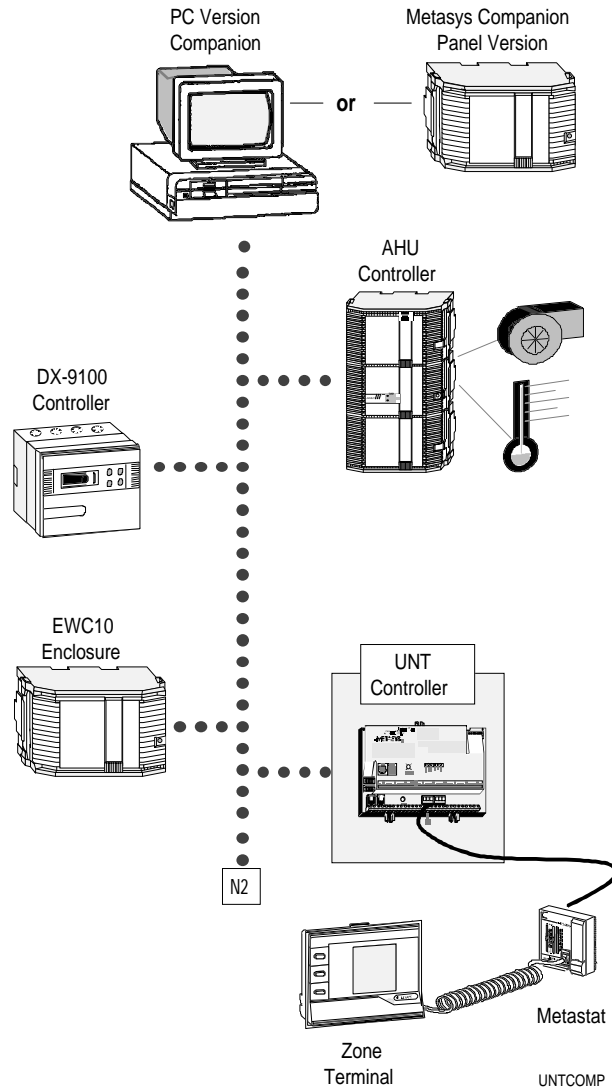 PC Version
Companion
or
Metasys Companion
Panel Version
AHU
Controller
DX-9100
Controller
EWC10
Enclosure
UNT
Controller
N2
Metastat
Zone
Terminal
UNTCOMP